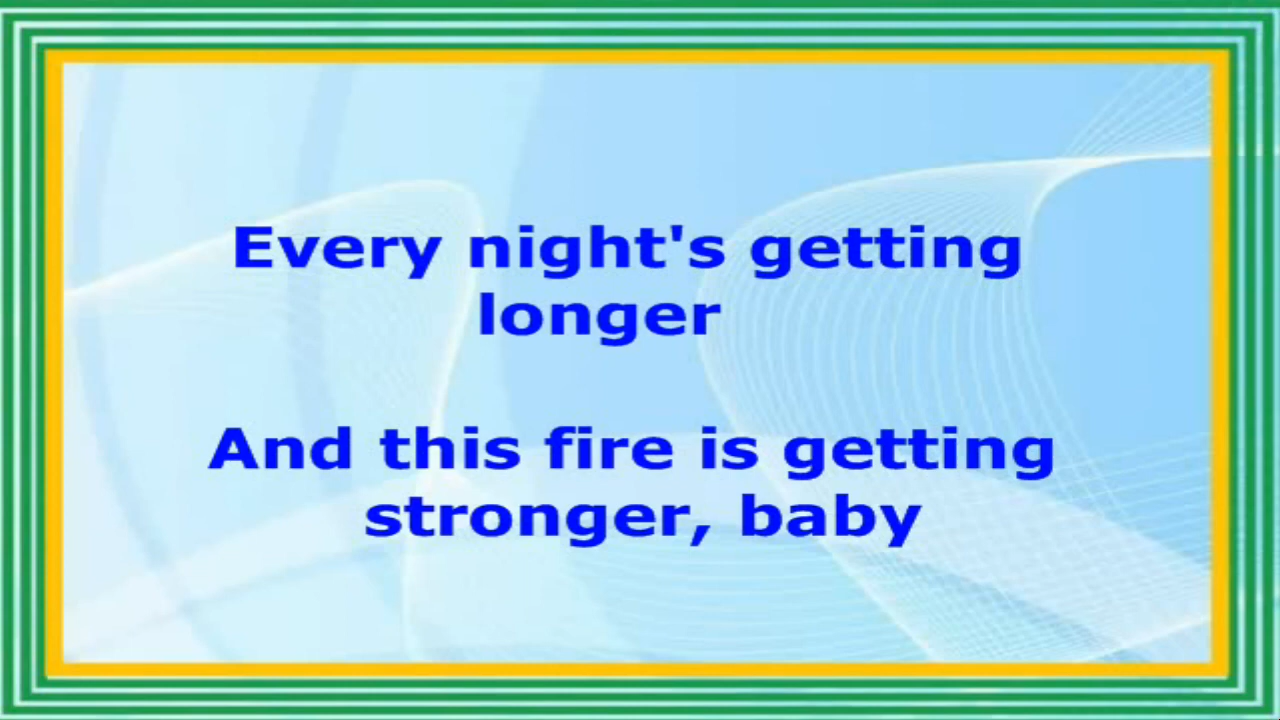 Every night's getting
longer
And this fire is getting
stronger, baby